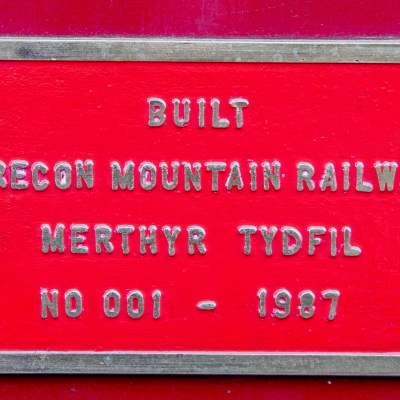 BUILT
RECON MOUNTAIN RAILW
MERTHYR TYDFIL
NO 001 - 1987